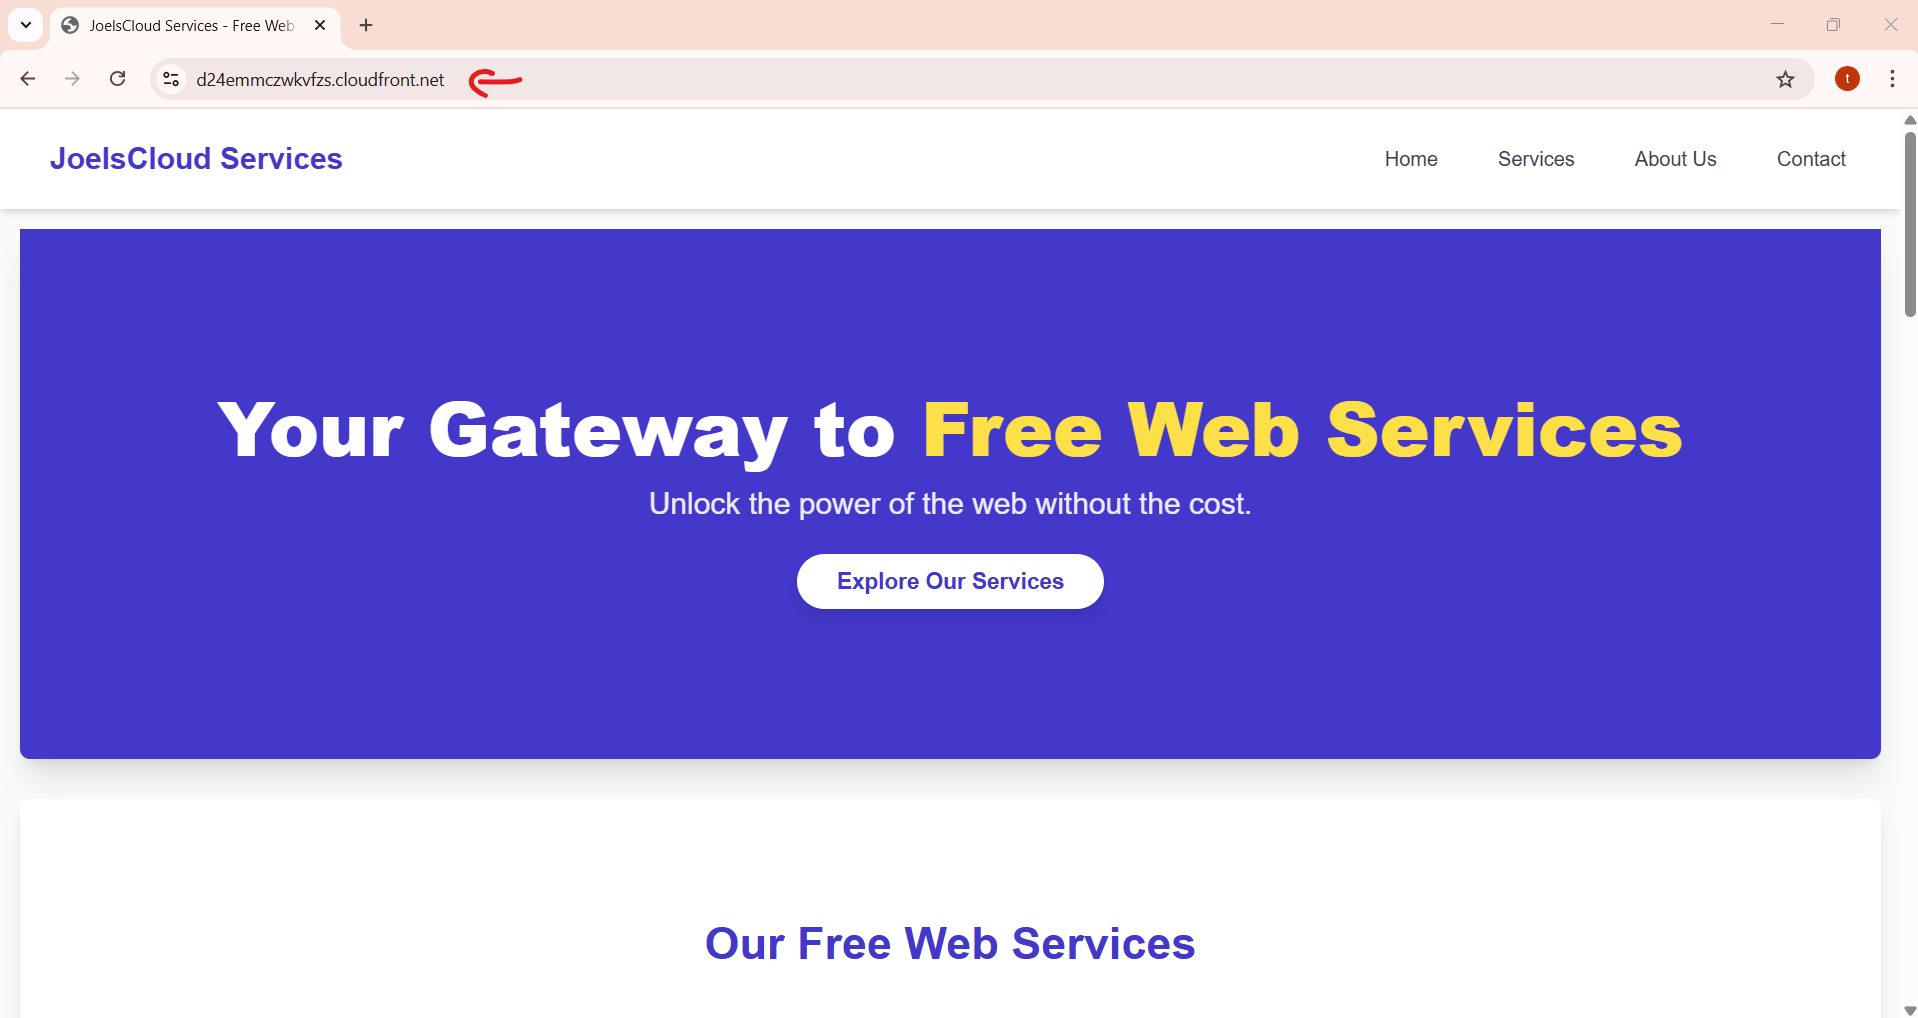 JoelsCloud Services - Free Web
d24emmczwkvfzs.cloudfront.net
t
JoelsCloud Services
Home Services About Us Contact
Your Gateway to Free Web Services
Unlock the power of the web without the cost.
Explore Our Services
Our Free Web Services